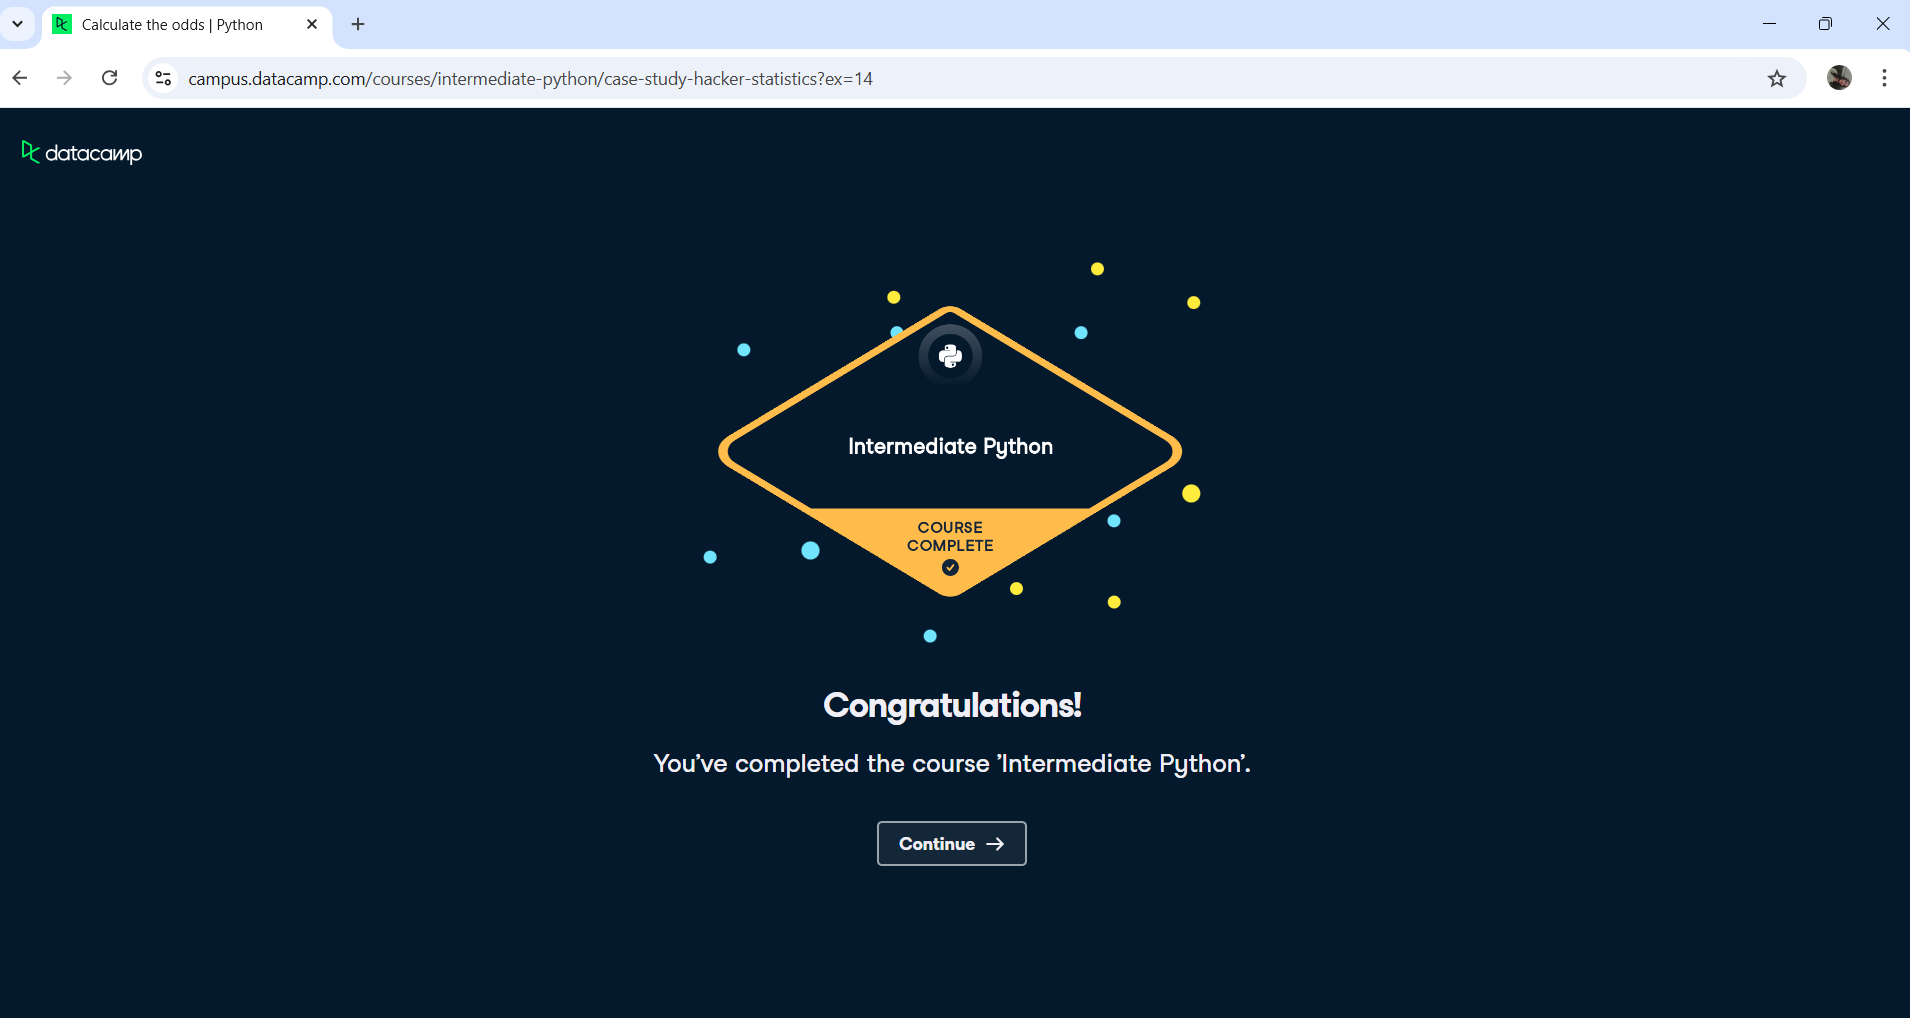 Calculate the odds | Python
campus.datacamp.com/courses/intermediate-python/case-study-hacker-statistics?ex=14
datacamp
Intermediate Python
COURSE
COMPLETE
Congratulations!
You’ve completed the course ’Intermediate Python’.
Continue →